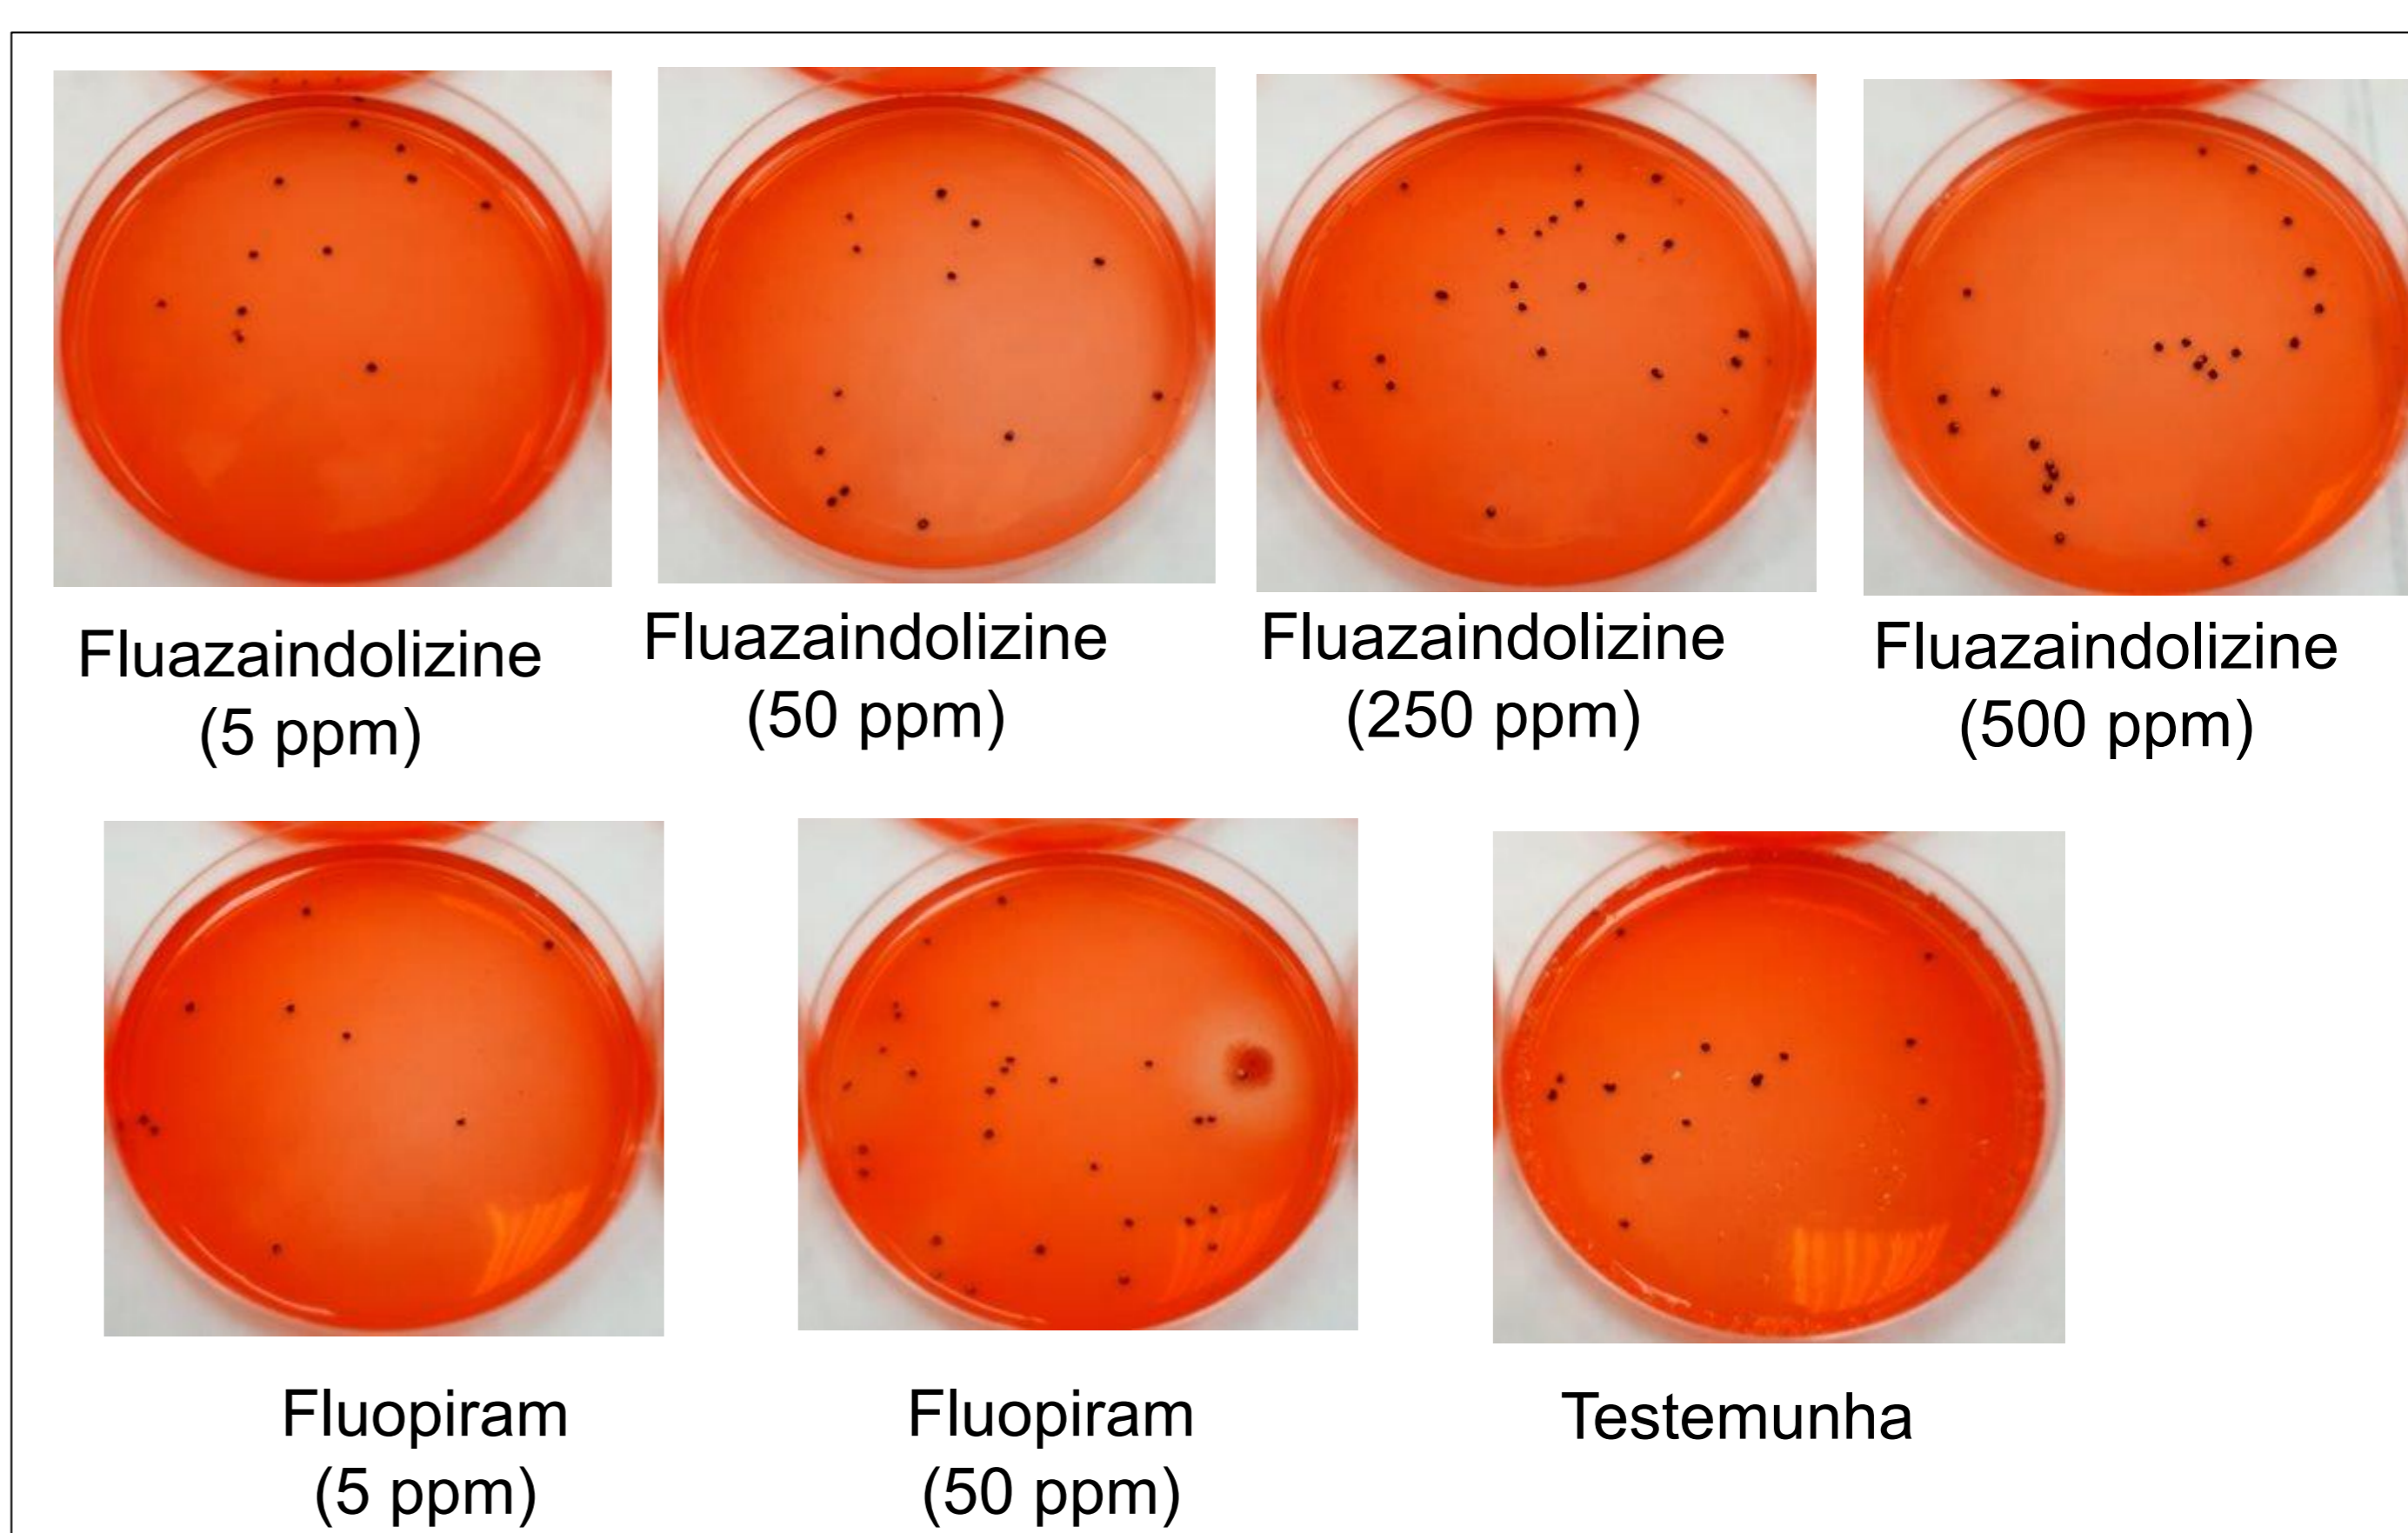 Fluazaindolizine
(5 ppm)
Fluazaindolizine
(50 ppm)
Fluazaindolizine
(250 ppm)
Fluazaindolizine
(500 ppm)
Fluopiram
(5 ppm)
Fluopiram
(50 ppm)
Testemunha